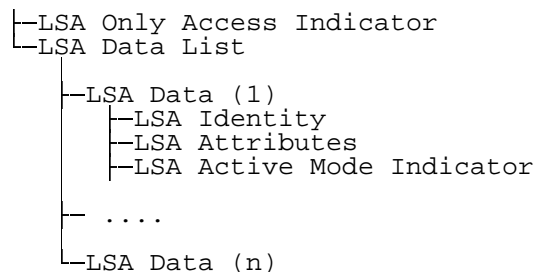 LSA Only Access Indicator
LSA Data List
LSA Data (1)
LSA Identity
LSA Attributes
LSA Active Mode Indicator
....
LSA Data (n)